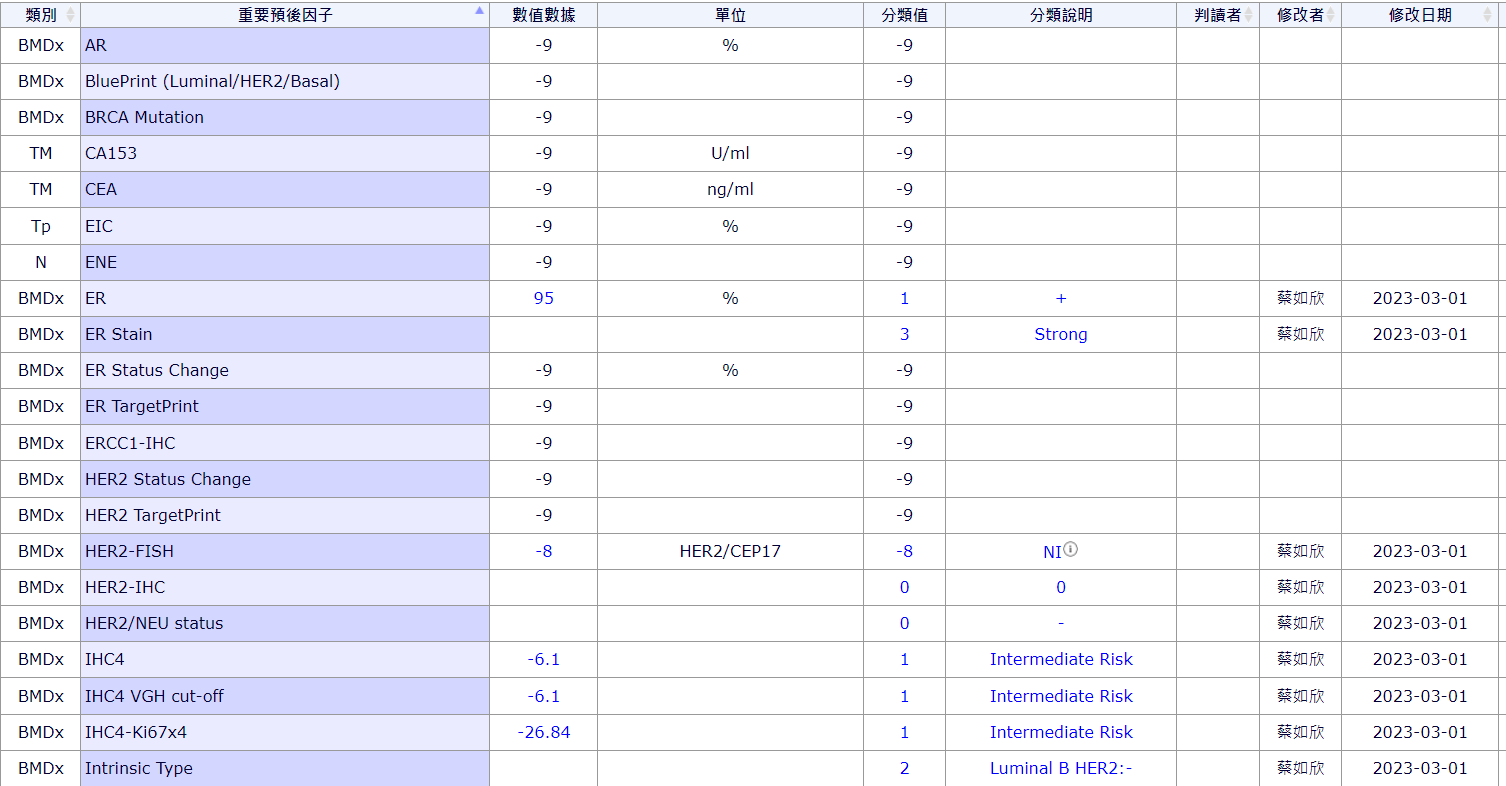 類別 重要預後因子 數值數據 單位 分類值 分類說明 判讀者 修改者 修改日期
BMDx AR -9 % -9
BMDx BluePrint (Luminal/HER2/Basal) -9 -9
BMDx BRCA Mutation -9 -9
TM CA153 -9 U/ml -9
TM CEA -9 ng/ml -9
Tp EIC -9 % -9
N ENE -9 -9
BMDx ER 95 % 1 + 蔡如欣 2023-03-01
BMDx ER Stain 3 Strong 蔡如欣 2023-03-01
BMDx ER Status Change -9 % -9
BMDx ER TargetPrint -9 -9
BMDx ERCC1-IHC -9 -9
BMDx HER2 Status Change -9 -9
BMDx HER2 TargetPrint -9 -9
BMDx HER2-FISH -8 HER2/CEP17 -8 NI 蔡如欣 2023-03-01
BMDx HER2-IHC 0 0 蔡如欣 2023-03-01
BMDx HER2/NEU status 0 - 蔡如欣 2023-03-01
BMDx IHC4 -6.1 1 Intermediate Risk 蔡如欣 2023-03-01
BMDx IHC4 VGH cut-off -6.1 1 Intermediate Risk 蔡如欣 2023-03-01
BMDx IHC4-Ki67x4 -26.84 1 Intermediate Risk 蔡如欣 2023-03-01
BMDx Intrinsic Type 2 Luminal B HER2:- 蔡如欣 2023-03-01